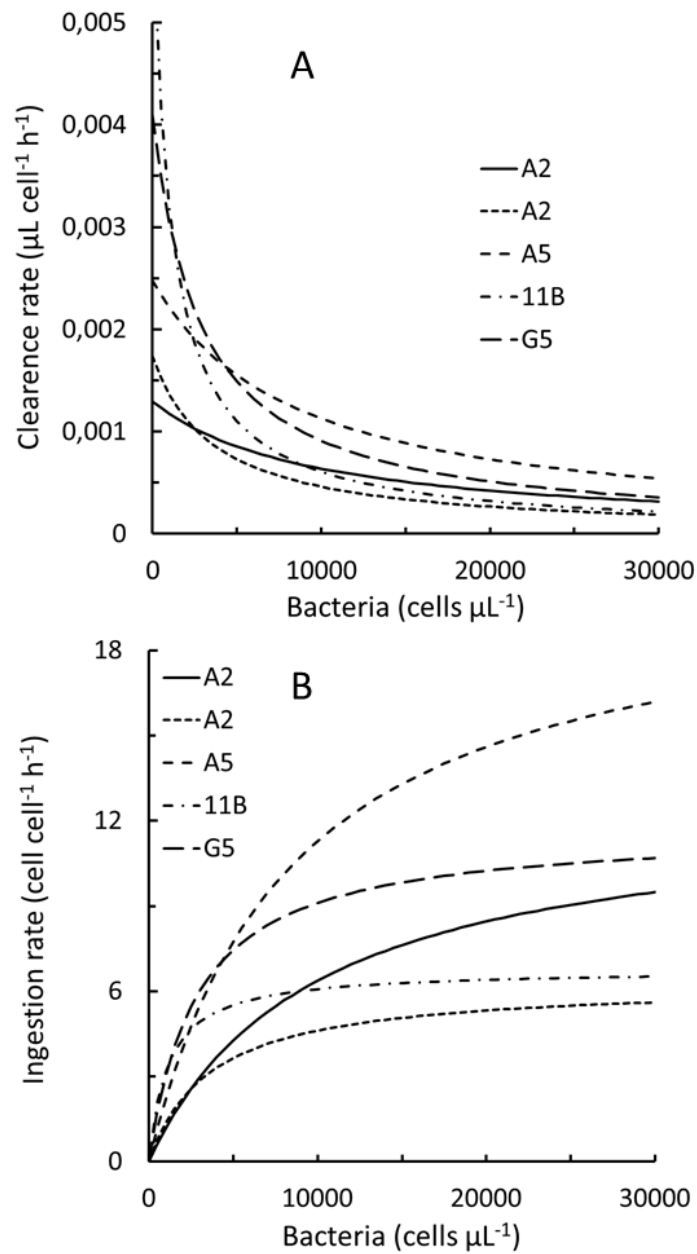 A
Clearence rate (µL cell⁻¹ h⁻¹)
0,005
0,004
0,003
0,002
0,001
0
A2
A2
A5
11B
G5
0 10000 20000 30000
Bacteria (cells µL⁻¹)
B
Ingestion rate (cell cell⁻¹ h⁻¹)
18
12
6
0
A2
A2
A5
11B
G5
0 10000 20000 30000
Bacteria (cells µL⁻¹)